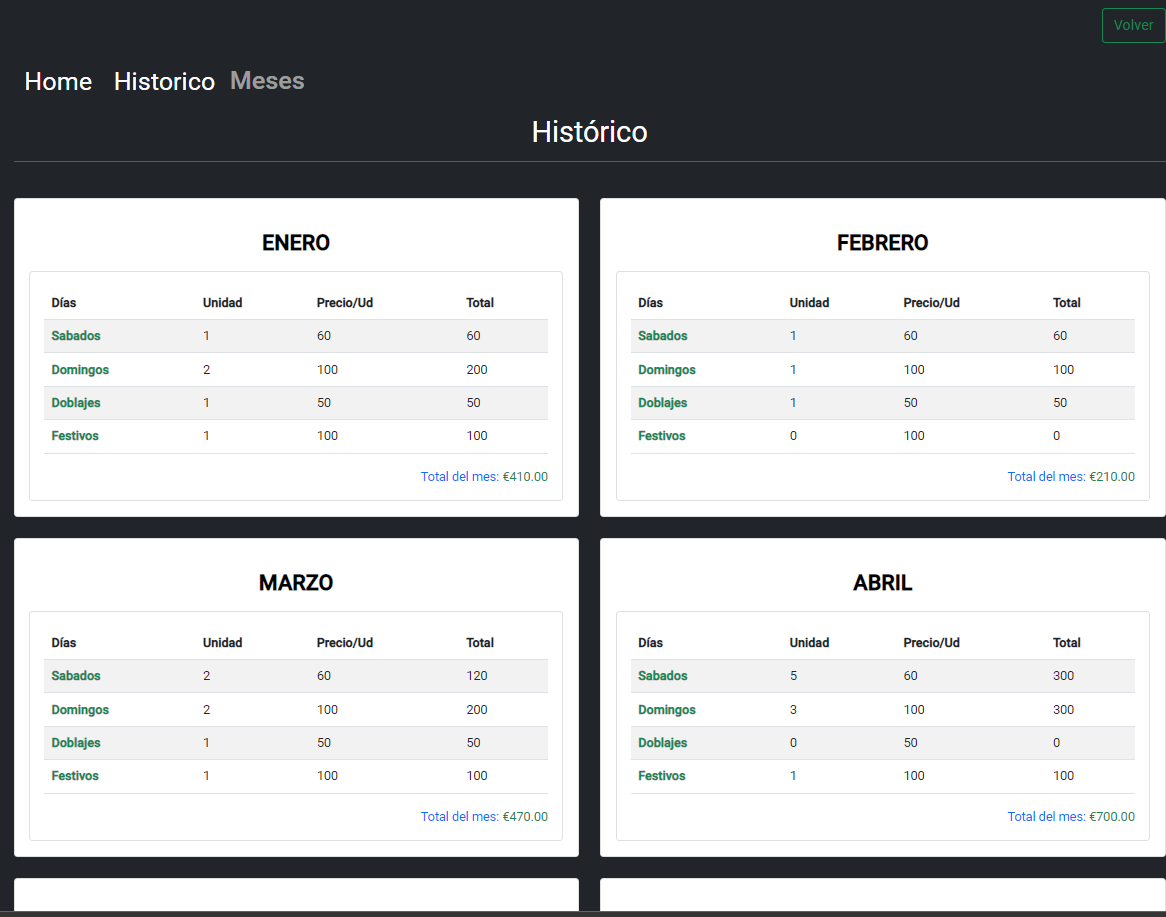 Volver
Home Historico Meses
Histórico
ENERO
Días Unidad Precio/Ud Total
Sabados 1 60 60
Domingos 2 100 200
Doblajes 1 50 50
Festivos 1 100 100
Total del mes: €410.00
FEBRERO
Días Unidad Precio/Ud Total
Sabados 1 60 60
Domingos 1 100 100
Doblajes 1 50 50
Festivos 0 100 0
Total del mes: €210.00
MARZO
Días Unidad Precio/Ud Total
Sabados 2 60 120
Domingos 2 100 200
Doblajes 1 50 50
Festivos 1 100 100
Total del mes: €470.00
ABRIL
Días Unidad Precio/Ud Total
Sabados 5 60 300
Domingos 3 100 300
Doblajes 0 50 0
Festivos 1 100 100
Total del mes: €700.00